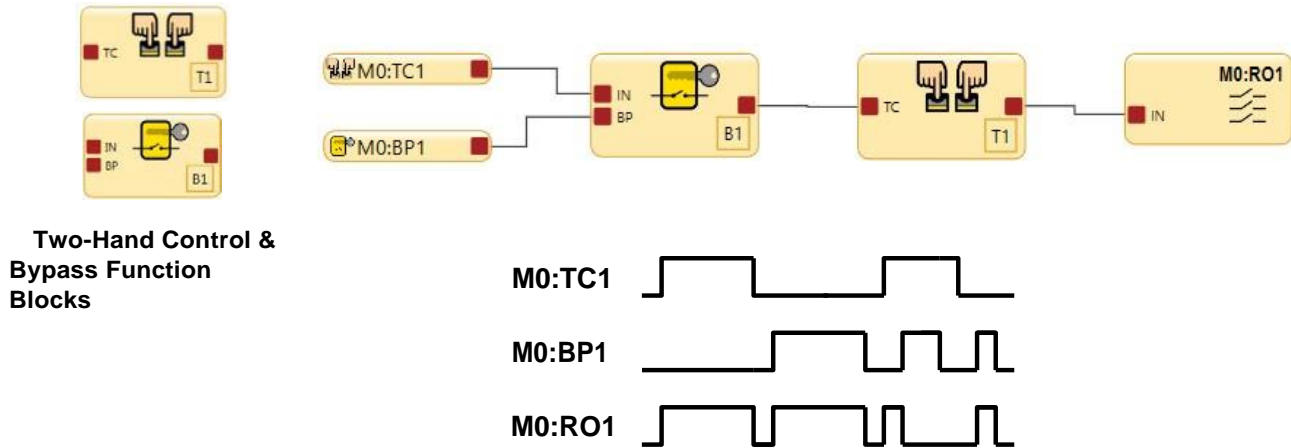 TC
T1
IN
BP
B1
Two-Hand Control &
Bypass Function
Blocks
M0:TC1
M0:BP1
IN
BP
B1
TC
T1
M0:RO1
IN
M0:TC1
M0:BP1
M0:RO1